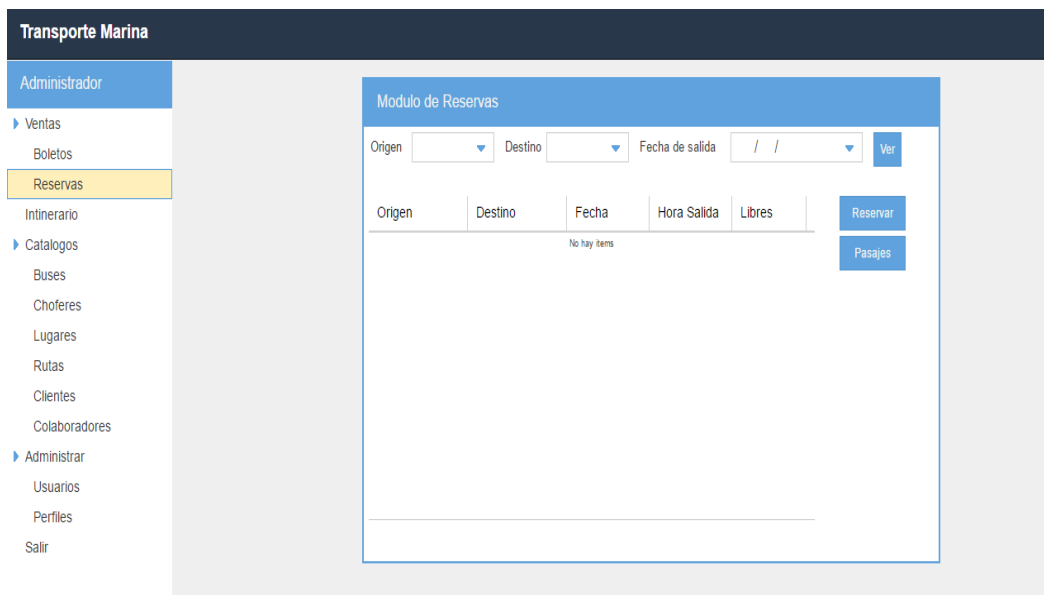 Transporte Marina
Administrador
Ventas
Boletos
Reservas
Intinerario
Catalogos
Buses
Choferes
Lugares
Rutas
Clientes
Colaboradores
Administrar
Usuarios
Perfiles
Salir
Modulo de Reservas
Origen Destino Fecha de salida / / Ver
Origen Destino Fecha Hora Salida Libres Reservar
No hay items
Pasajes